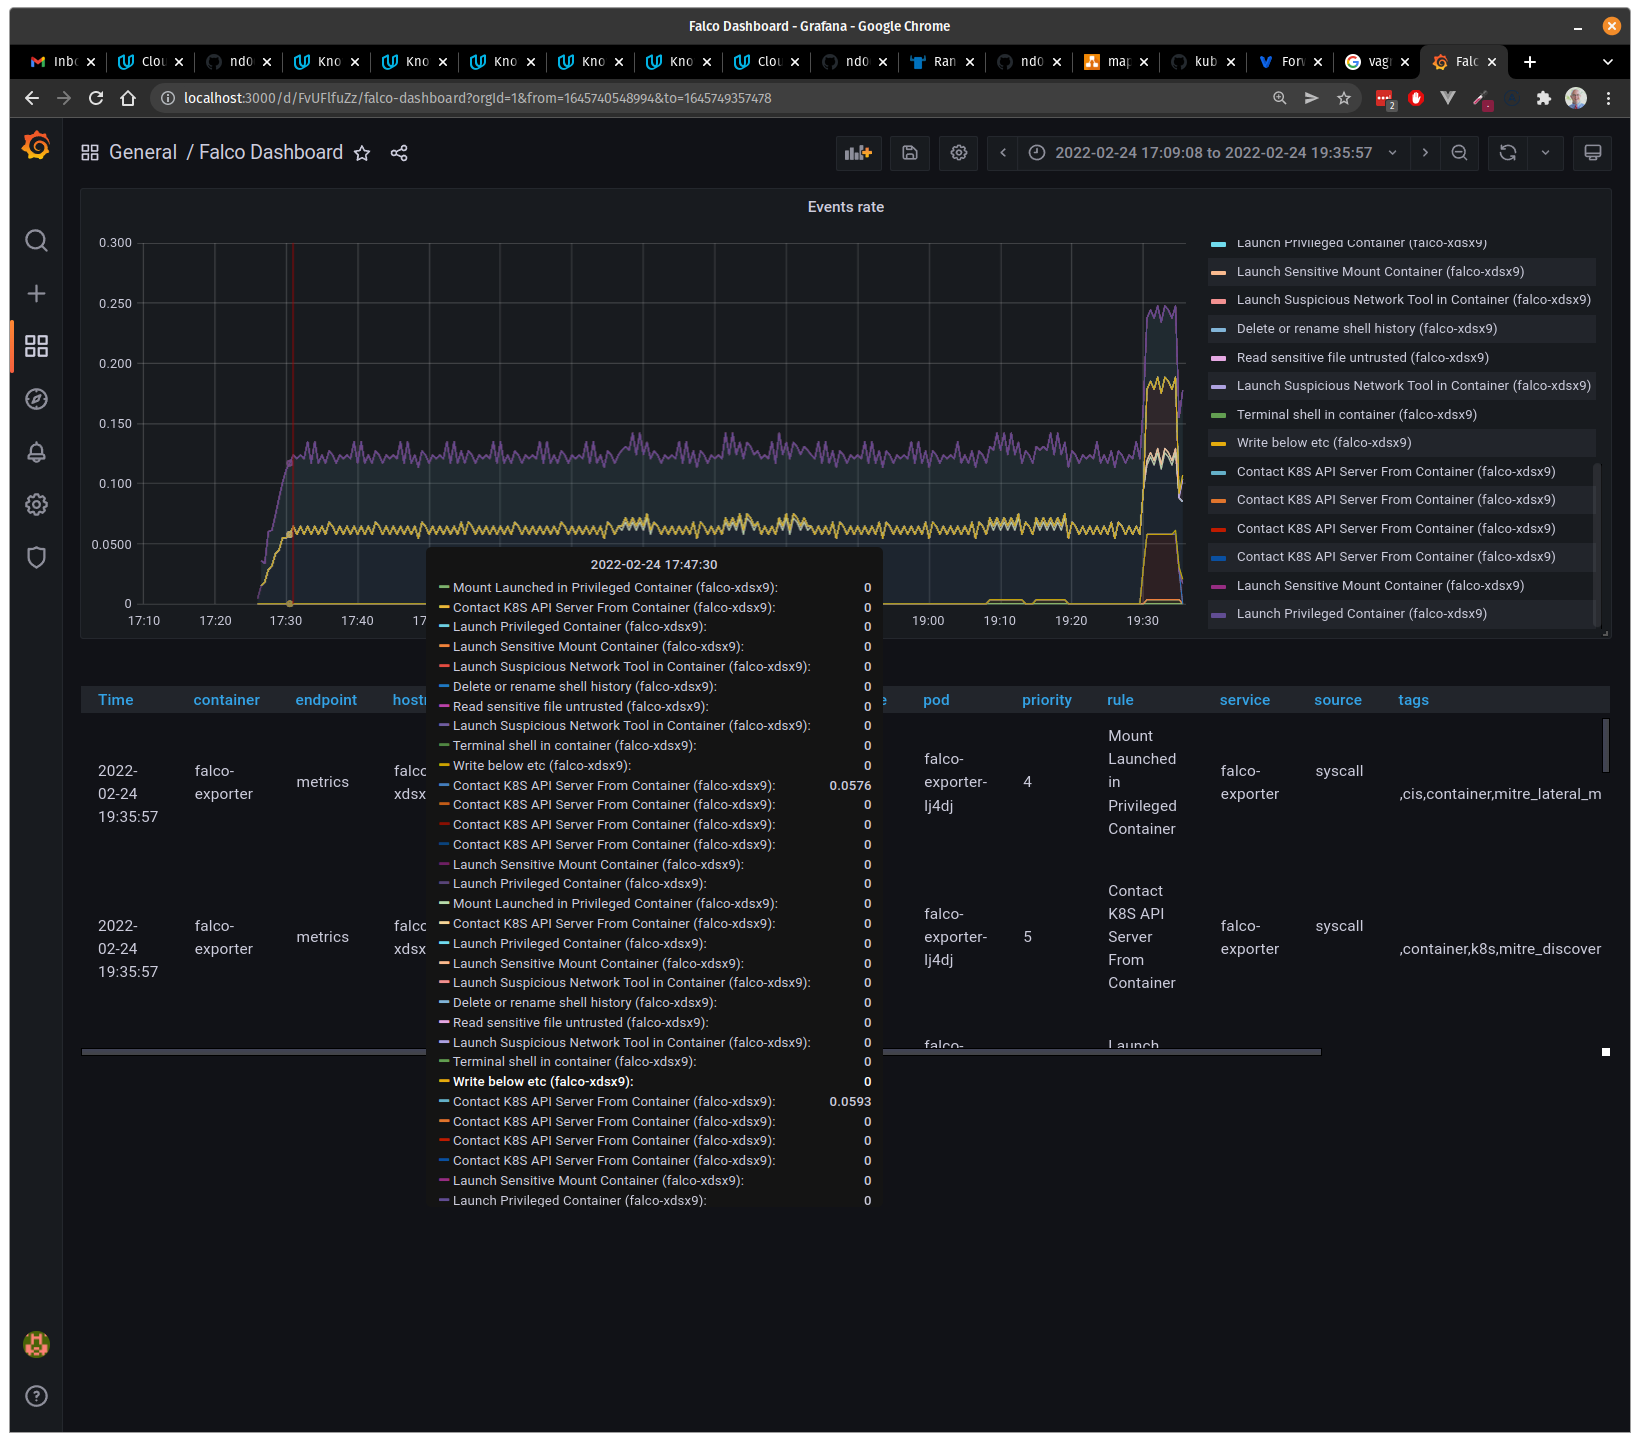 Falco Dashboard - Grafana - Google Chrome
Inbc
Clou
nd0
Kno
Kno
Kno
Kno
Kno
Clou
nd0
Ran
nd0
map
kub
Forv
vagr
Falc
localhost:3000/d/FvUFlfuZz/falco-dashboard?orgId=1&from=1645740548994&to=1645749357478
2
General / Falco Dashboard
2022-02-24 17:09:08 to 2022-02-24 19:35:57
Events rate
0.300
0.250
0.200
0.150
0.100
0.0500
0
17:10
17:20
17:30
17:40
17
19:00
19:10
19:20
19:30
Launch Privileged Container (falco-xdsx9)
Launch Sensitive Mount Container (falco-xdsx9)
Launch Suspicious Network Tool in Container (falco-xdsx9)
Delete or rename shell history (falco-xdsx9)
Read sensitive file untrusted (falco-xdsx9)
Launch Suspicious Network Tool in Container (falco-xdsx9)
Terminal shell in container (falco-xdsx9)
Write below etc (falco-xdsx9)
Contact K8S API Server From Container (falco-xdsx9)
Contact K8S API Server From Container (falco-xdsx9)
Contact K8S API Server From Container (falco-xdsx9)
Contact K8S API Server From Container (falco-xdsx9)
Launch Sensitive Mount Container (falco-xdsx9)
Launch Privileged Container (falco-xdsx9)
2022-02-24 17:47:30
Mount Launched in Privileged Container (falco-xdsx9): 0
Contact K8S API Server From Container (falco-xdsx9): 0
Launch Privileged Container (falco-xdsx9): 0
Launch Sensitive Mount Container (falco-xdsx9): 0
Launch Suspicious Network Tool in Container (falco-xdsx9): 0
Delete or rename shell history (falco-xdsx9): 0
Read sensitive file untrusted (falco-xdsx9): 0
Launch Suspicious Network Tool in Container (falco-xdsx9): 0
Terminal shell in container (falco-xdsx9): 0
Write below etc (falco-xdsx9): 0
Contact K8S API Server From Container (falco-xdsx9): 0.0576
Contact K8S API Server From Container (falco-xdsx9): 0
Contact K8S API Server From Container (falco-xdsx9): 0
Contact K8S API Server From Container (falco-xdsx9): 0
Launch Sensitive Mount Container (falco-xdsx9): 0
Launch Privileged Container (falco-xdsx9): 0
Mount Launched in Privileged Container (falco-xdsx9): 0
Contact K8S API Server From Container (falco-xdsx9): 0
Launch Privileged Container (falco-xdsx9): 0
Launch Sensitive Mount Container (falco-xdsx9): 0
Launch Suspicious Network Tool in Container (falco-xdsx9): 0
Delete or rename shell history (falco-xdsx9): 0
Read sensitive file untrusted (falco-xdsx9): 0
Launch Suspicious Network Tool in Container (falco-xdsx9): 0
Terminal shell in container (falco-xdsx9): 0
Write below etc (falco-xdsx9): 0
Contact K8S API Server From Container (falco-xdsx9): 0.0593
Contact K8S API Server From Container (falco-xdsx9): 0
Contact K8S API Server From Container (falco-xdsx9): 0
Contact K8S API Server From Container (falco-xdsx9): 0
Launch Sensitive Mount Container (falco-xdsx9): 0
Launch Privileged Container (falco-xdsx9): 0
Time container endpoint hostn e pod priority rule service source tags
2022-
02-24
19:35:57
falco-
exporter
metrics
falco
xdsx
falco-
exporter-
lj4dj
4
Mount
Launched
in
Privileged
Container
falco-
exporter
syscall
,cis,container,mitre_lateral_m
2022-
02-24
19:35:57
falco-
exporter
metrics
falco
xdsx
falco-
exporter-
lj4dj
5
Contact
K8S API
Server
From
Container
falco-
exporter
syscall
,container,k8s,mitre_discover
falco-
Launch